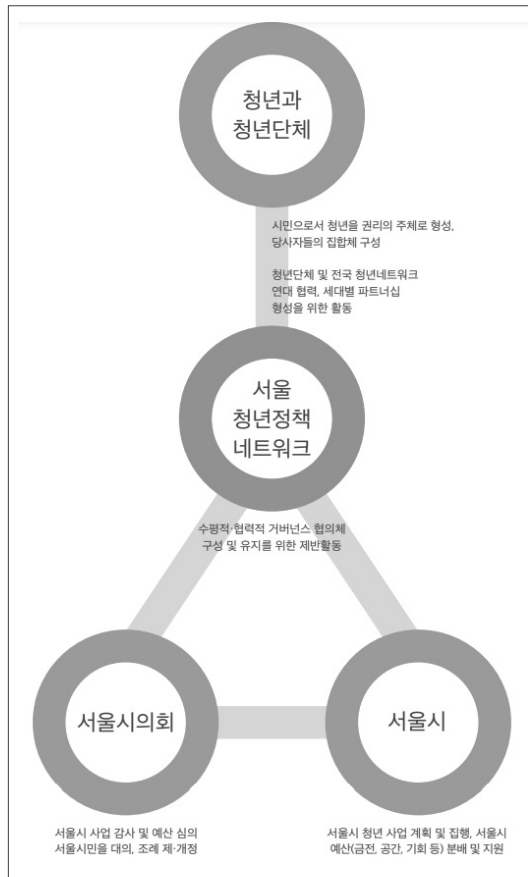 청년과
청년단체
시민으로서 청년을 권리의 주체로 형성,
당사자들의 집합체 구성
청년단체 및 전국 청년네트워크
연대 협력, 세대별 파트너십
형성을 위한 활동
서울
청년정책
네트워크
수평적·협력적 거버넌스 협의체
구성 및 유지를 위한 제반활동
서울시의회
서울시
서울시 사업 감사 및 예산 심의
서울시민을 대의, 조례 제·개정
서울시 청년 사업 계획 및 집행, 서울시
예산(금전, 공간, 기회 등) 분배 및 지원